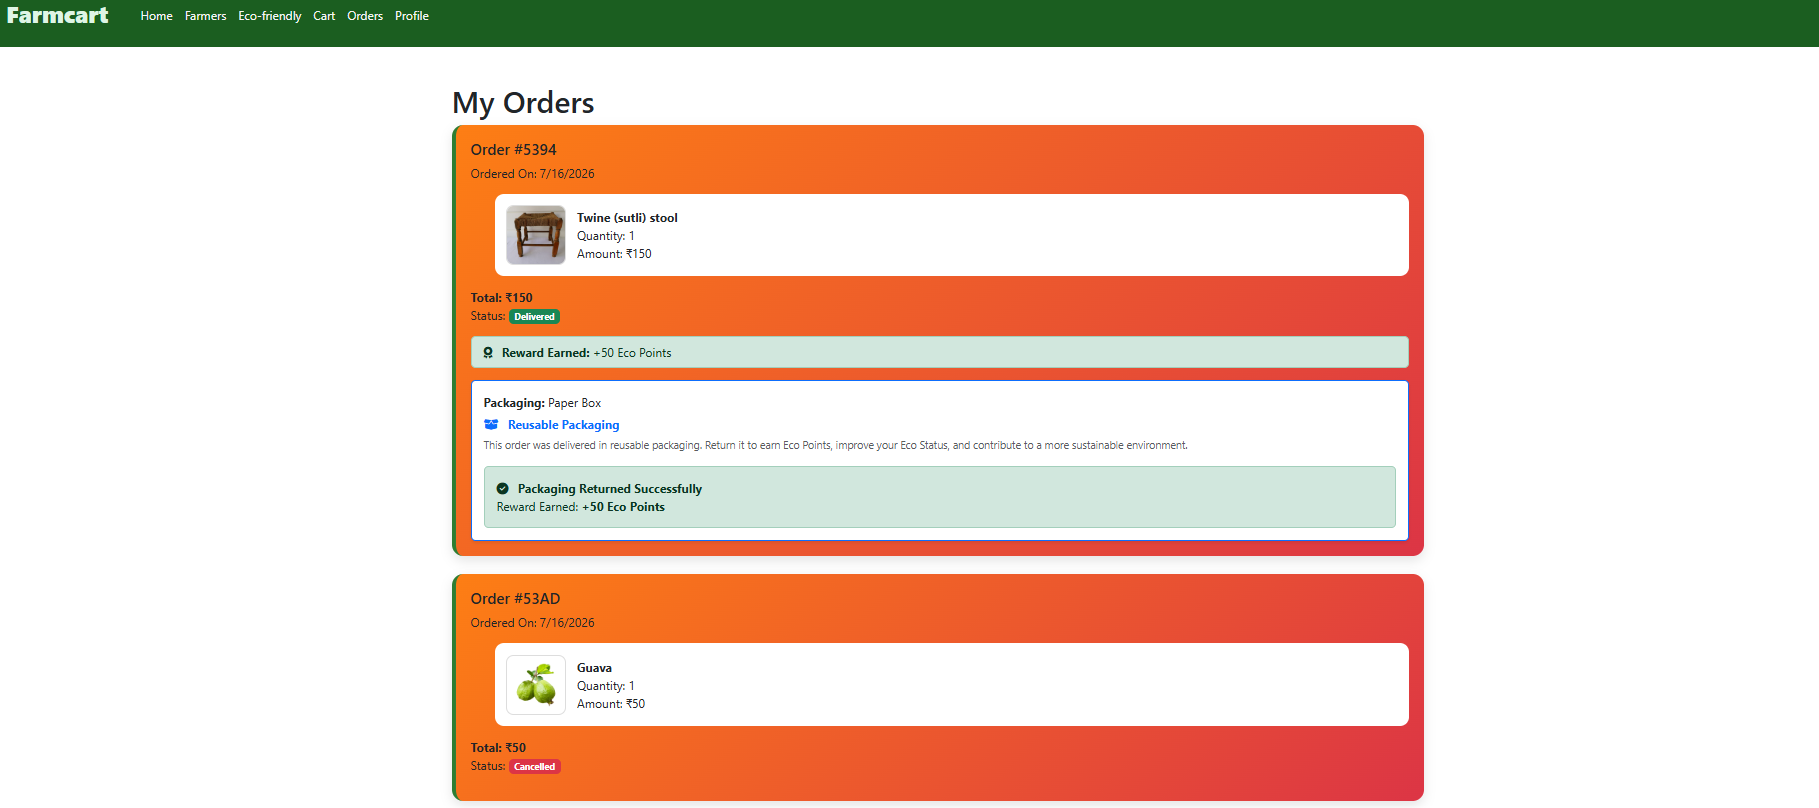 Farmcart Home Farmers Eco-friendly Cart Orders Profile
My Orders
Order #5394
Ordered On: 7/16/2026
Twine (sutli) stool
Quantity: 1
Amount: ₹150
Total: ₹150
Status: Delivered
Reward Earned: +50 Eco Points
Packaging: Paper Box
Reusable Packaging
This order was delivered in reusable packaging. Return it to earn Eco Points, improve your Eco Status, and contribute to a more sustainable environment.
Packaging Returned Successfully
Reward Earned: +50 Eco Points
Order #53AD
Ordered On: 7/16/2026
Guava
Quantity: 1
Amount: ₹50
Total: ₹50
Status: Cancelled